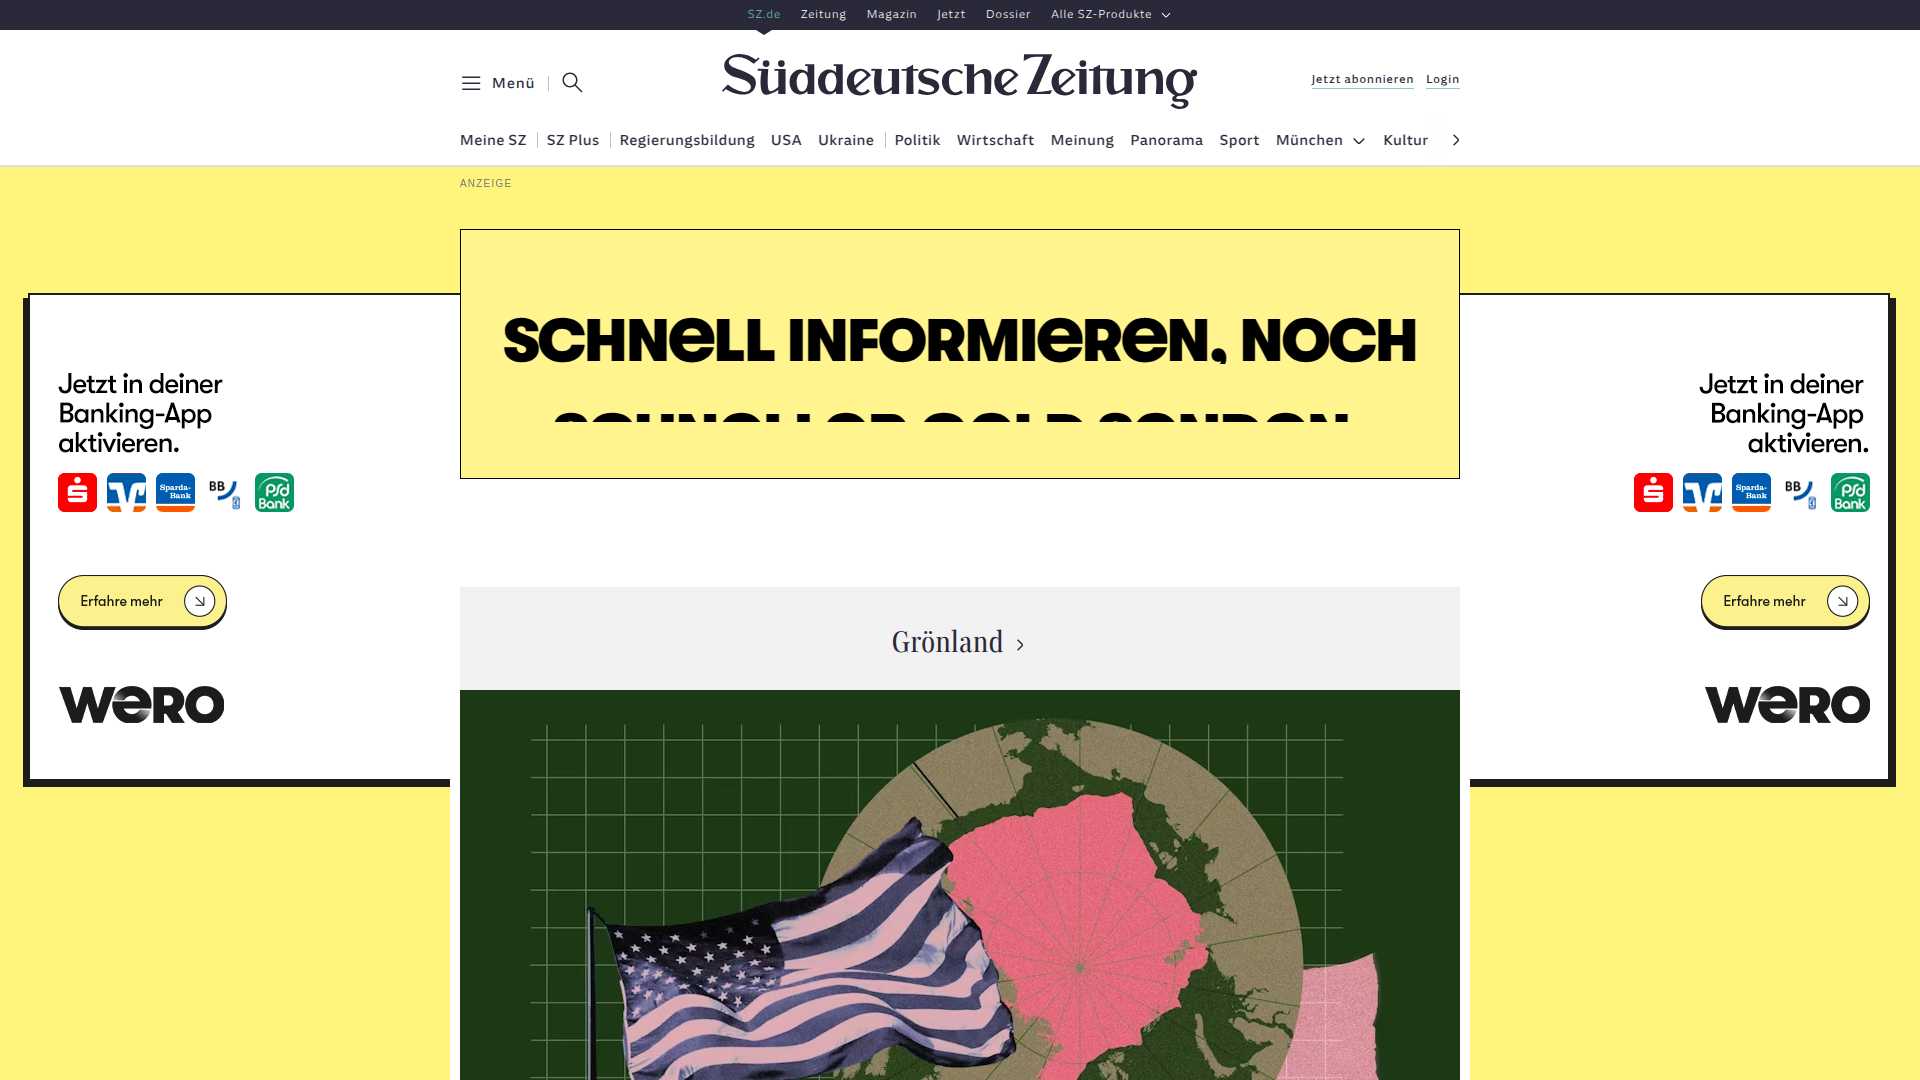 SZ.de Zeitung Magazin Jetzt Dossier Alle SZ-Produkte
Menü
Süddeutsche Zeitung
Jetzt abonnieren Login
Meine SZ SZ Plus Regierungsbildung USA Ukraine Politik Wirtschaft Meinung Panorama Sport München Kultur
ANZEIGE
SCHNELL INFORMIEREN, NOCH
Jetzt in deiner
Banking-App
aktivieren.
Sparda-
Bank
BB
psd
Bank
Erfahre mehr
wero
Jetzt in deiner
Banking-App
aktivieren.
Sparda-
Bank
BB
psd
Bank
Erfahre mehr
wero
Grönland